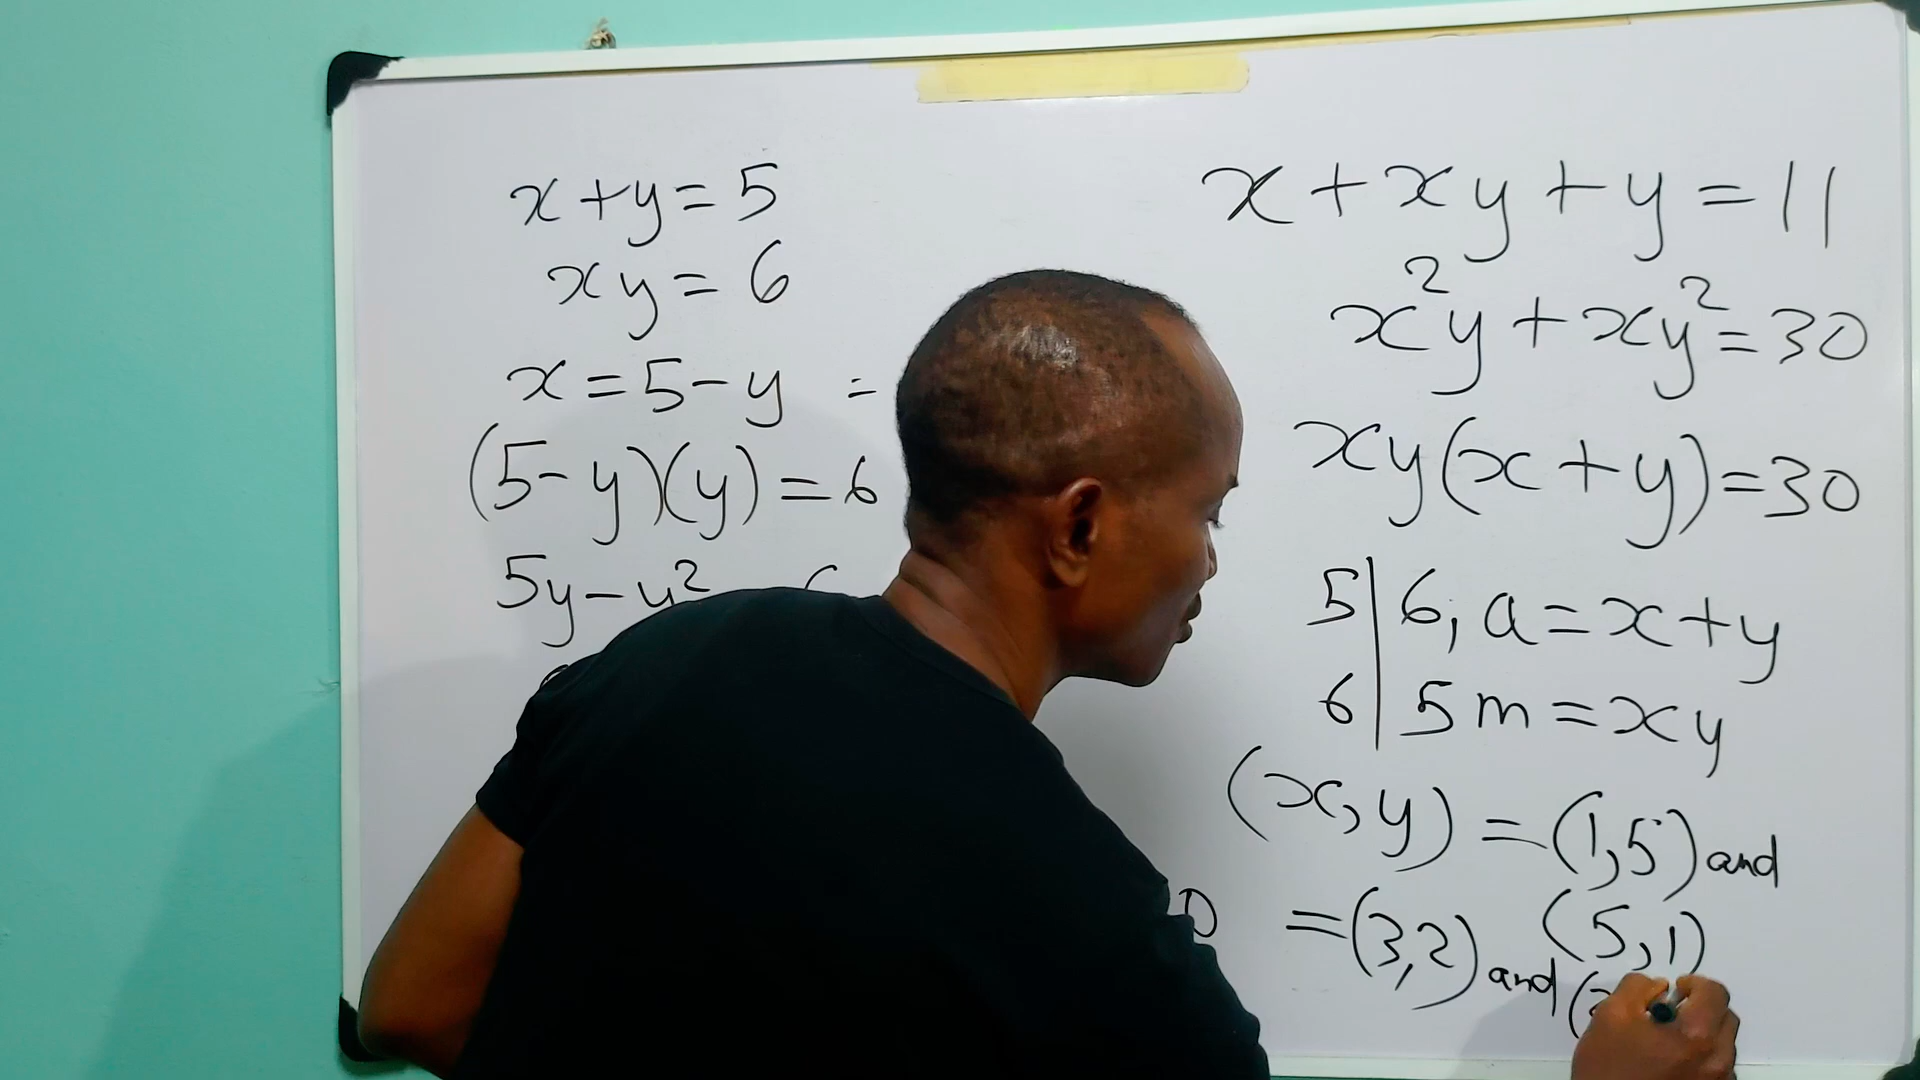 x + y = 5
xy = 6
x = 5 - y =
(5 - y)(y) = 6
5y - y²
x + xy + y = 11
x²y + xy² = 30
xy(x + y) = 30
5 | 6, a = x + y
6 | 5 m = xy
(x, y) = (1, 5) and
(5, 1)
= (3, 2) and (